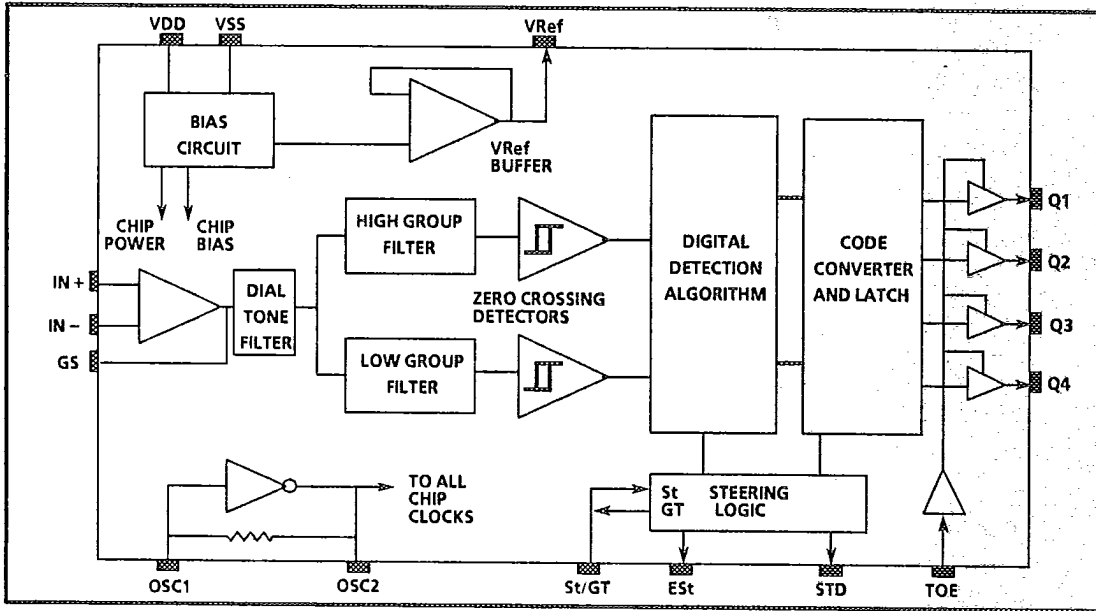 VDD
VSS
VRef
BIAS
CIRCUIT
VRef
BUFFER
CHIP
POWER
CHIP
BIAS
HIGH GROUP
FILTER
DIGITAL
DETECTION
ALGORITHM
CODE
CONVERTER
AND LATCH
Q1
Q2
Q3
Q4
IN +
IN –
GS
DIAL
TONE
FILTER
ZERO CROSSING
DETECTORS
LOW GROUP
FILTER
TO ALL
CHIP
CLOCKS
St
GT
STEERING
LOGIC
OSC1
OSC2
St/GT
ESt
STD
TOE